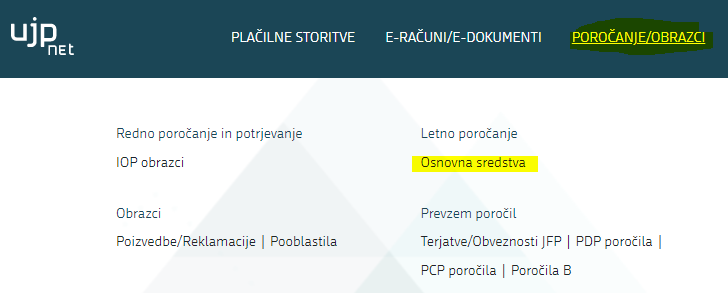 ujp net
PLAČILNE STORITVE E-RAČUNI/E-DOKUMENTI POROČANJE/OBRAZCI
Redno poročanje in potrjevanje
IOP obrazci
Letno poročanje
Osnovna sredstva
Obrazci
Poizvedbe/Reklamacije | Pooblastila
Prevzem poročil
Terjatve/Obveznosti JFP | PDP poročila |
PCP poročila | Poročila B